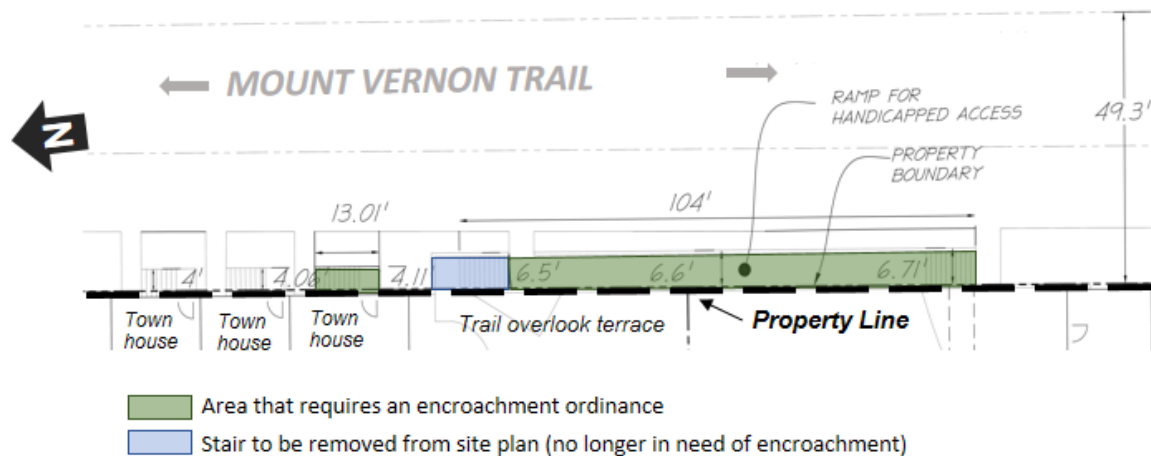 MOUNT VERNON TRAIL
N
RAMP FOR
HANDICAPPED ACCESS
49.3'
PROPERTY
BOUNDARY
13.01'
104'
4'
4.06'
4.11'
6.5'
6.6'
6.71'
Town
house
Town
house
Town
house
Trail overlook terrace
Property Line
Area that requires an encroachment ordinance
Stair to be removed from site plan (no longer in need of encroachment)